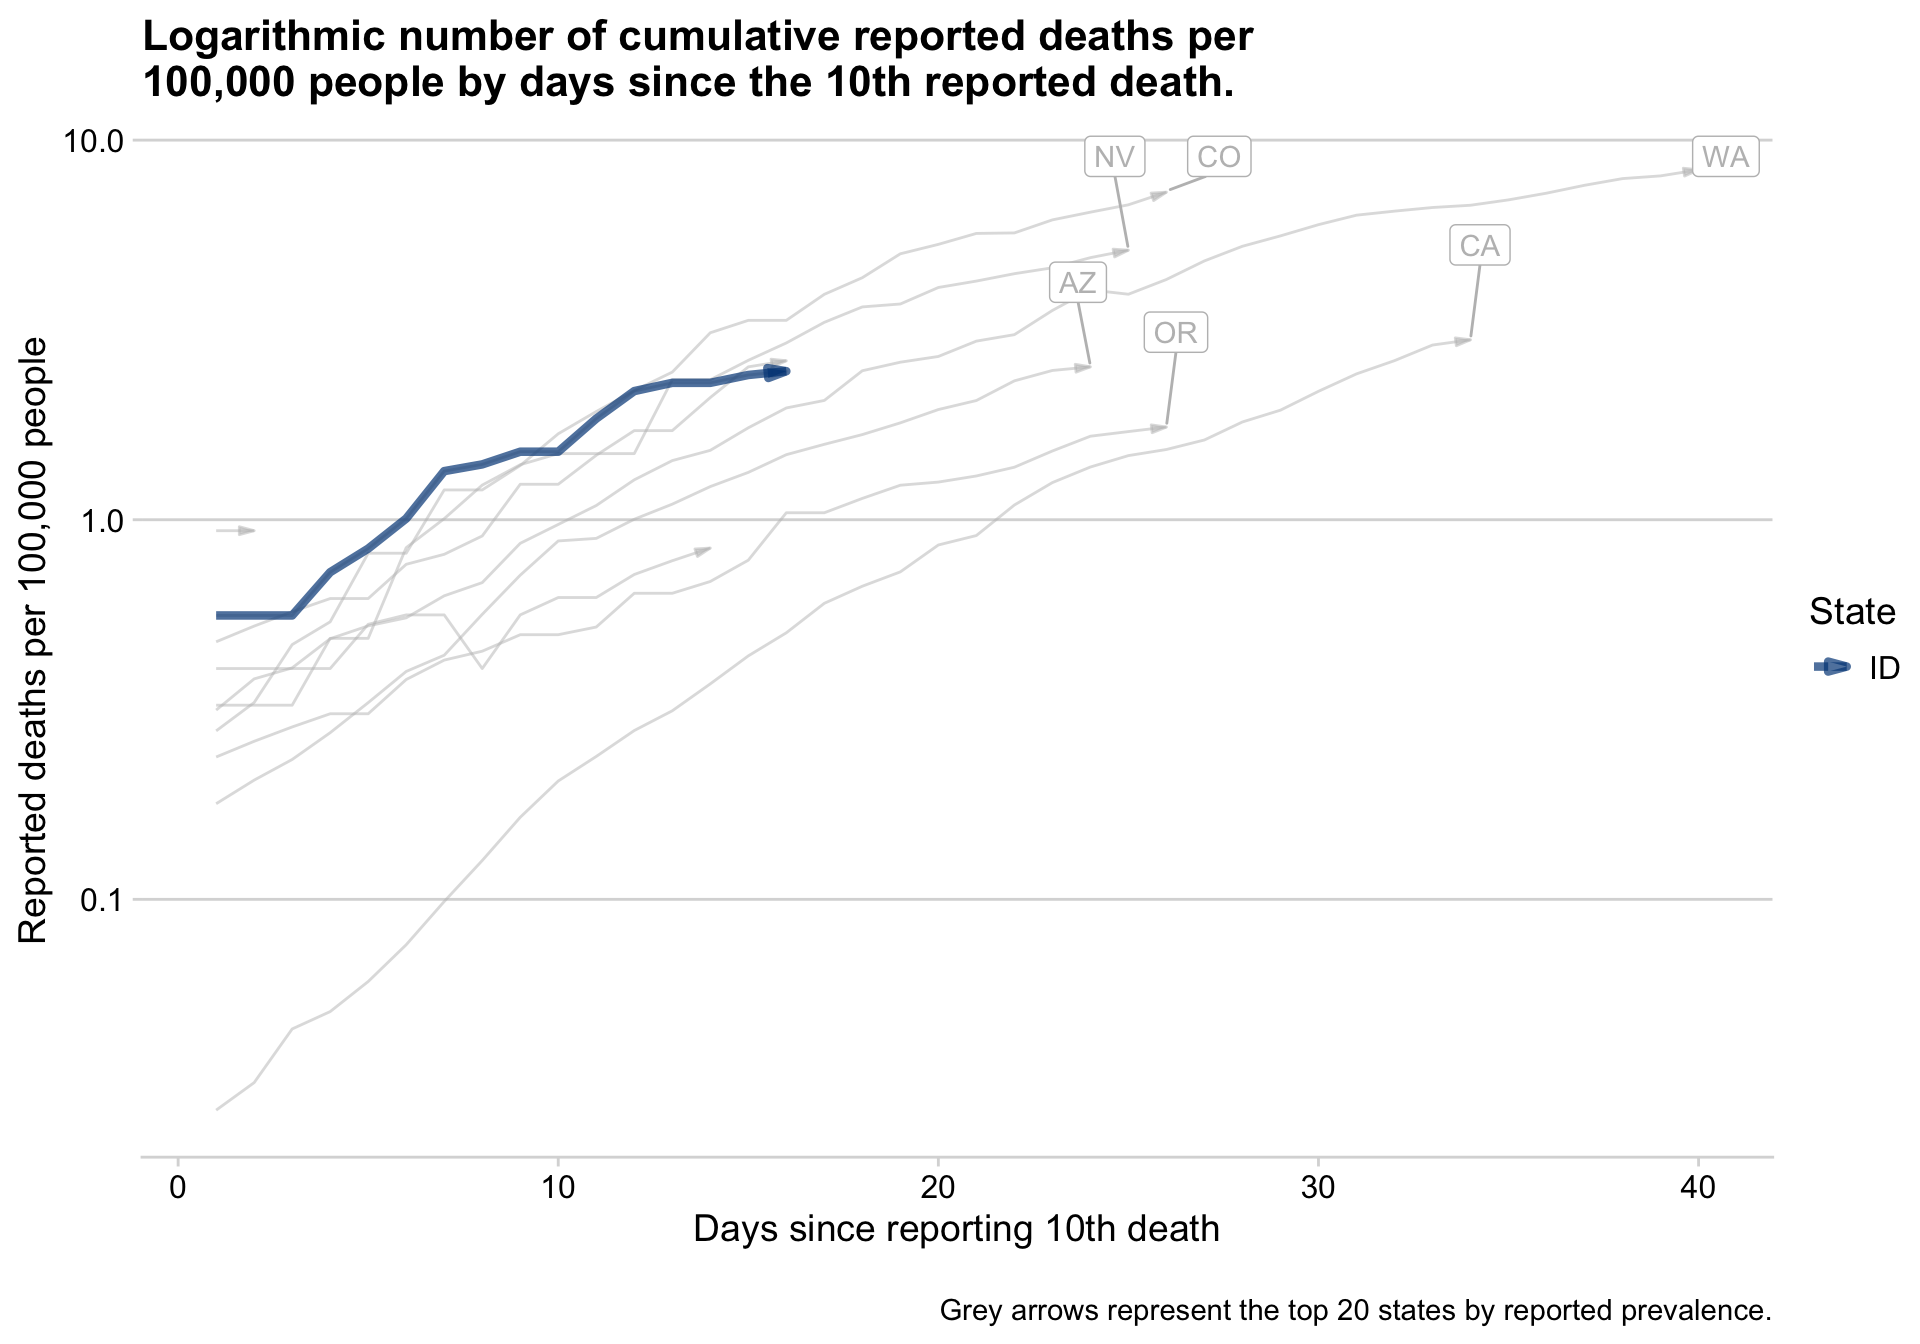 Logarithmic number of cumulative reported deaths per
100,000 people by days since the 10th reported death.
10.0
1.0
0.1
Reported deaths per 100,000 people
NV
CO
WA
CA
AZ
OR
State
ID
0
10
20
30
40
Days since reporting 10th death
Grey arrows represent the top 20 states by reported prevalence.